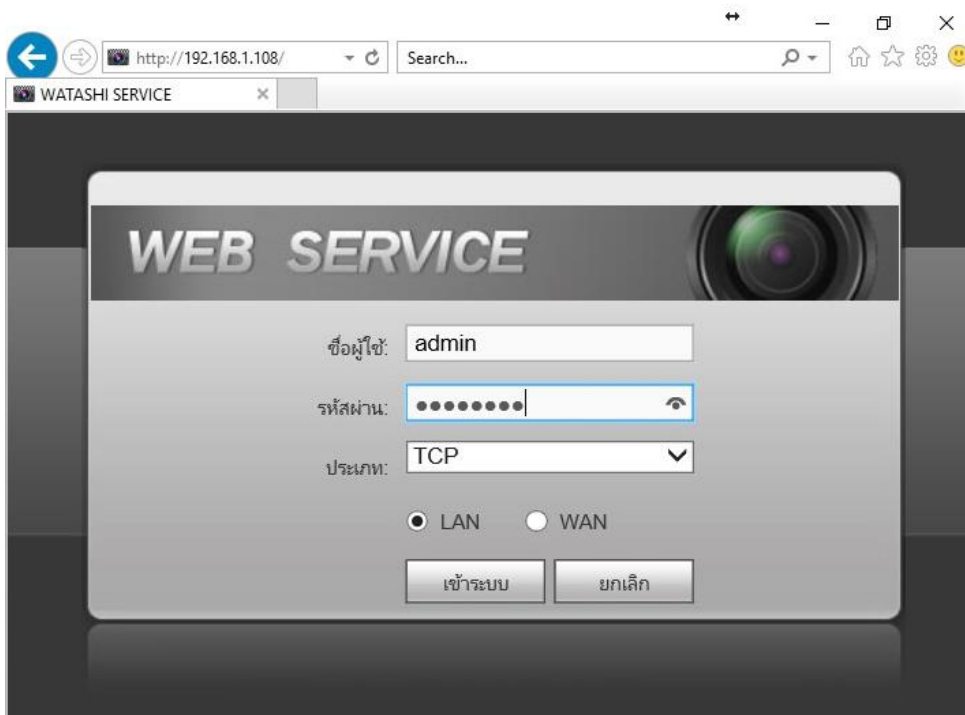 http://192.168.1.108/
Search...
WATASHI SERVICE
WEB SERVICE
ชื่อผู้ใช้: admin
รหัสผ่าน: ●●●●●●●●
ประเภท: TCP
LAN WAN
เข้าระบบ ยกเลิก